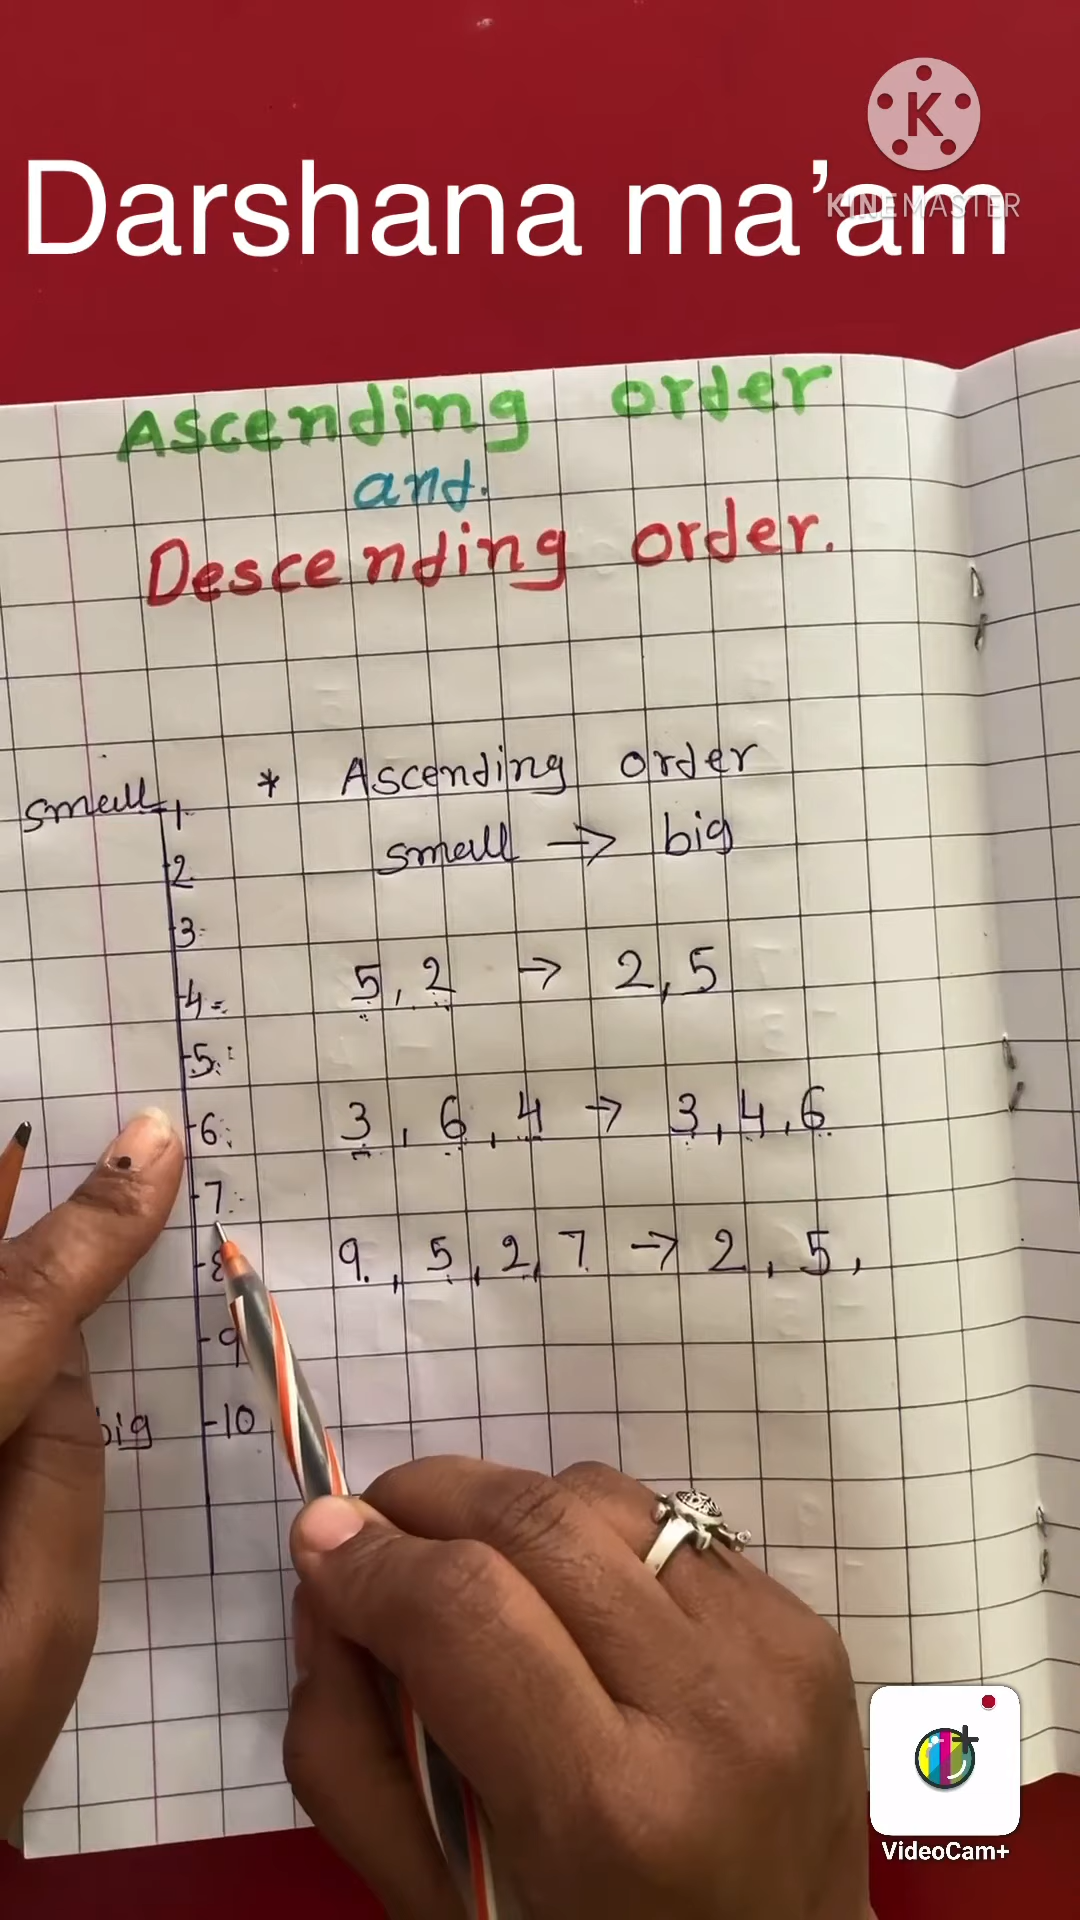 K
KINEMASTER
Darshana ma’am
Ascending order
and.
Descending order.
* Ascending order
small 1
small → big
2
3
5, 2 → 2, 5
4
5
6
3, 6, 4 → 3, 4, 6
7
8
9, 5, 2, 7 → 2, 5,
9
big 10
VideoCam+